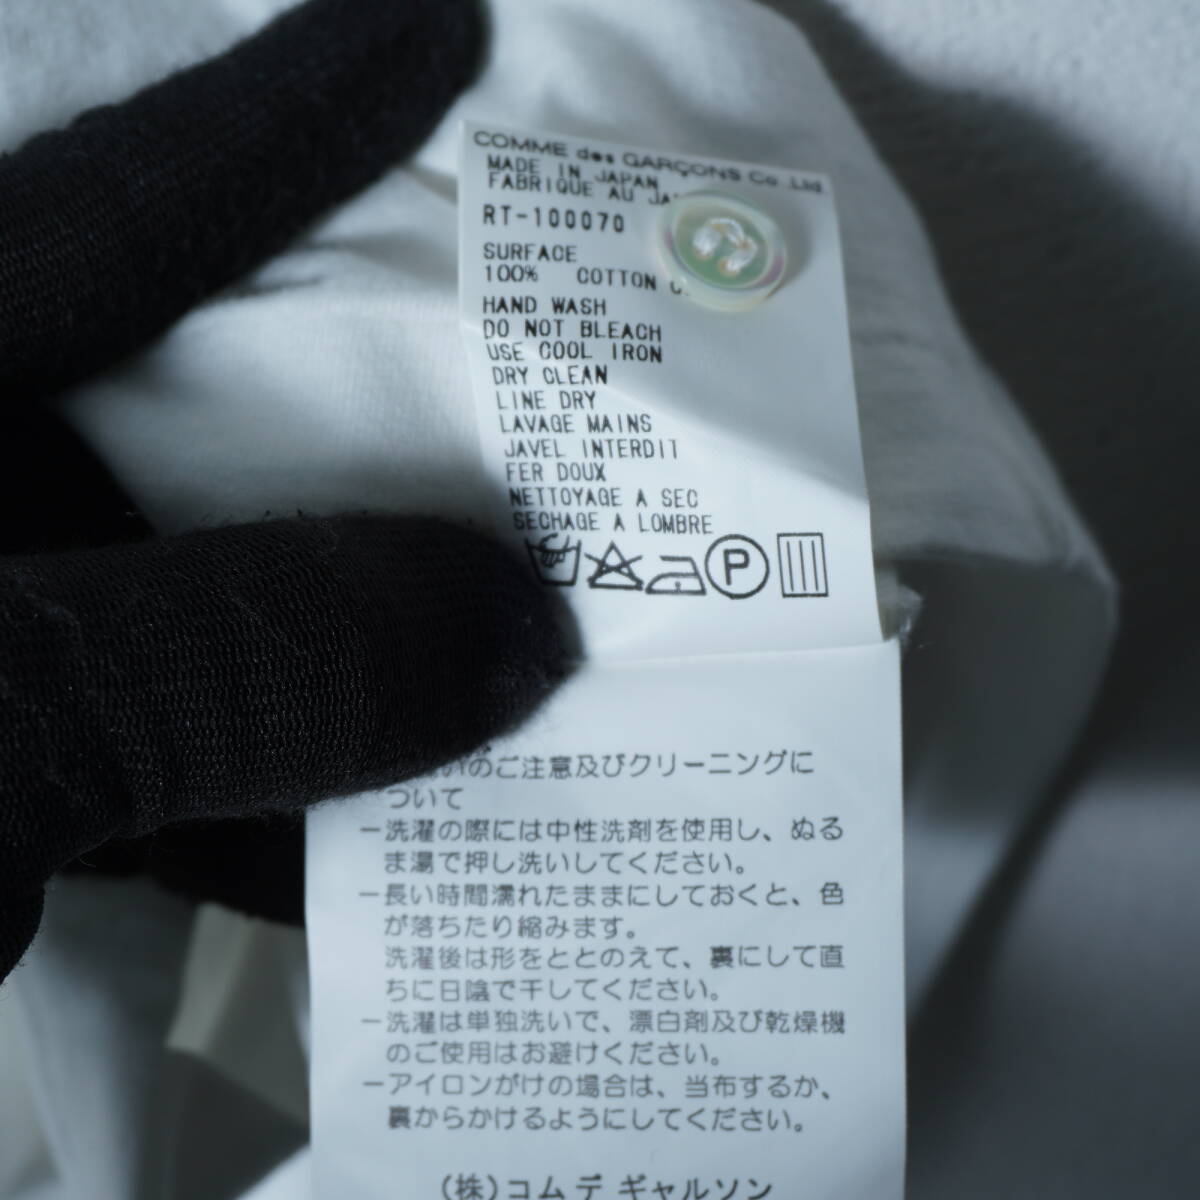 COMME des GARÇONS Co.,Ltd.
MADE IN JAPAN
FABRIQUE AU
RT-100070
SURFACE
100% COTTON
HAND WASH
DO NOT BLEACH
USE COOL IRON
DRY CLEAN
LINE DRY
LAVAGE MAINS
JAVEL INTERDIT
FER DOUX
NETTOYAGE A SEC
SECHAGE A LOMBRE
P
いのご注意及びクリーニングに
ついて
ー洗濯の際には中性洗剤を使用し、ぬる
ま湯で押し洗いしてください。
ー長い時間濡れたままにしておくと、色
が落ちたり縮みます。
洗濯後は形をととのえて、裏にして直
ちに日陰で干してください。
ー洗濯は単独洗いで、漂白剤及び乾燥機
のご使用はお避けください。
ーアイロンがけの場合は、当布するか、
裏からかけるようにしてください。
(株)コム デ ギャルソン